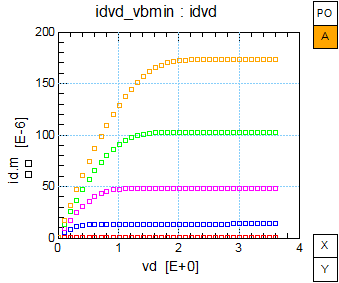 idvd_vbmin : idvd
PO
A
200
150
100
50
0
id.m [E-6]
0 1 2 3 4
vd [E+0]
X
Y